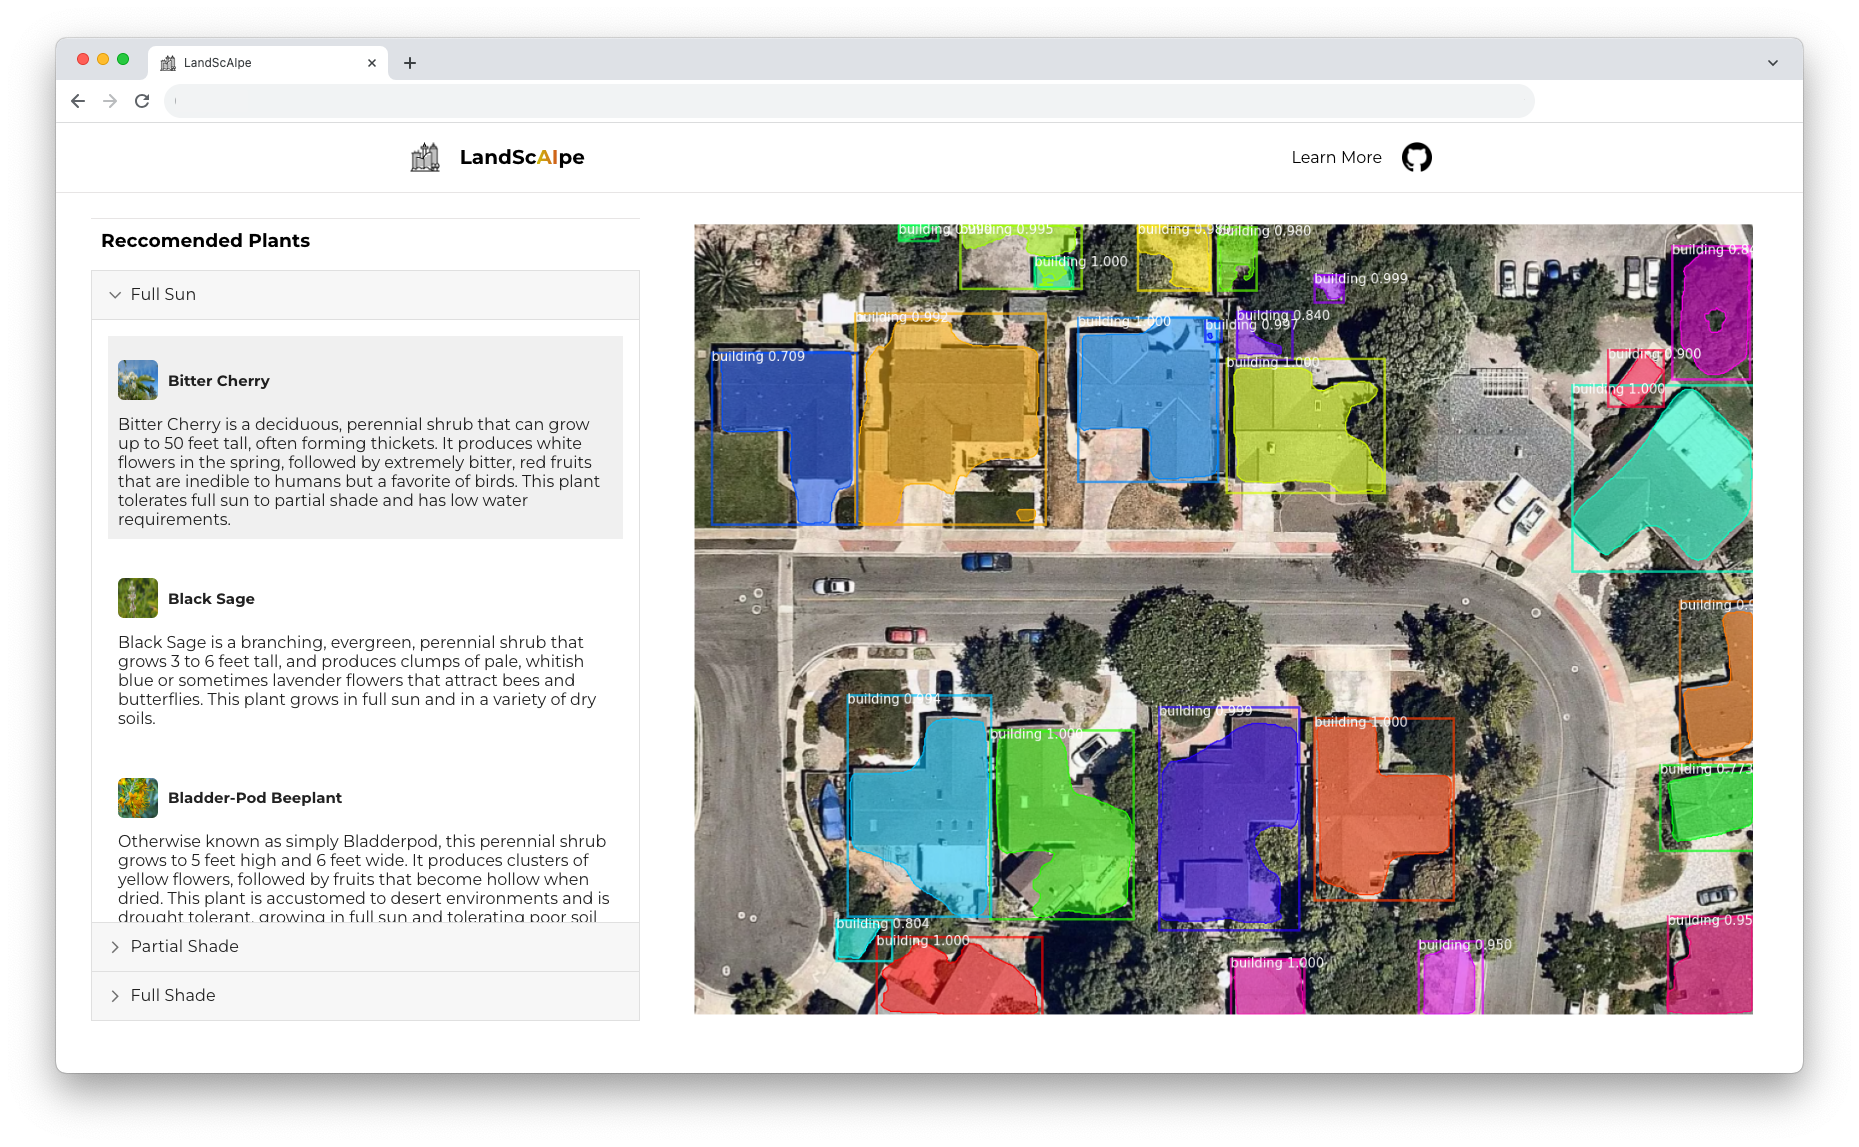 LandScAIpe
LandScAIpe
Learn More
Reccomended Plants
Full Sun
Bitter Cherry
Bitter Cherry is a deciduous, perennial shrub that can grow
up to 50 feet tall, often forming thickets. It produces white
flowers in the spring, followed by extremely bitter, red fruits
that are inedible to humans but a favorite of birds. This plant
tolerates full sun to partial shade and has low water
requirements.
Black Sage
Black Sage is a branching, evergreen, perennial shrub that
grows 3 to 6 feet tall, and produces clumps of pale, whitish
blue or sometimes lavender flowers that attract bees and
butterflies. This plant grows in full sun and in a variety of dry
soils.
Bladder-Pod Beeplant
Otherwise known as simply Bladderpod, this perennial shrub
grows to 5 feet high and 6 feet wide. It produces clusters of
yellow flowers, followed by fruits that become hollow when
dried. This plant is accustomed to desert environments and is
drought tolerant, growing in full sun and tolerating poor soil
Partial Shade
Full Shade
building
building 0.995
building
building 0.980
building 1.000
building 0.999
building
building 0.992
building 1.000
building 0.840
building 0.997
building 0.709
building 1.000
building 0.900
building 1.000
building
building
building 1.000
building 0.999
building 1.000
building 0.773
building 0.804
building 1.000
building 1.000
building 0.950
building 0.95